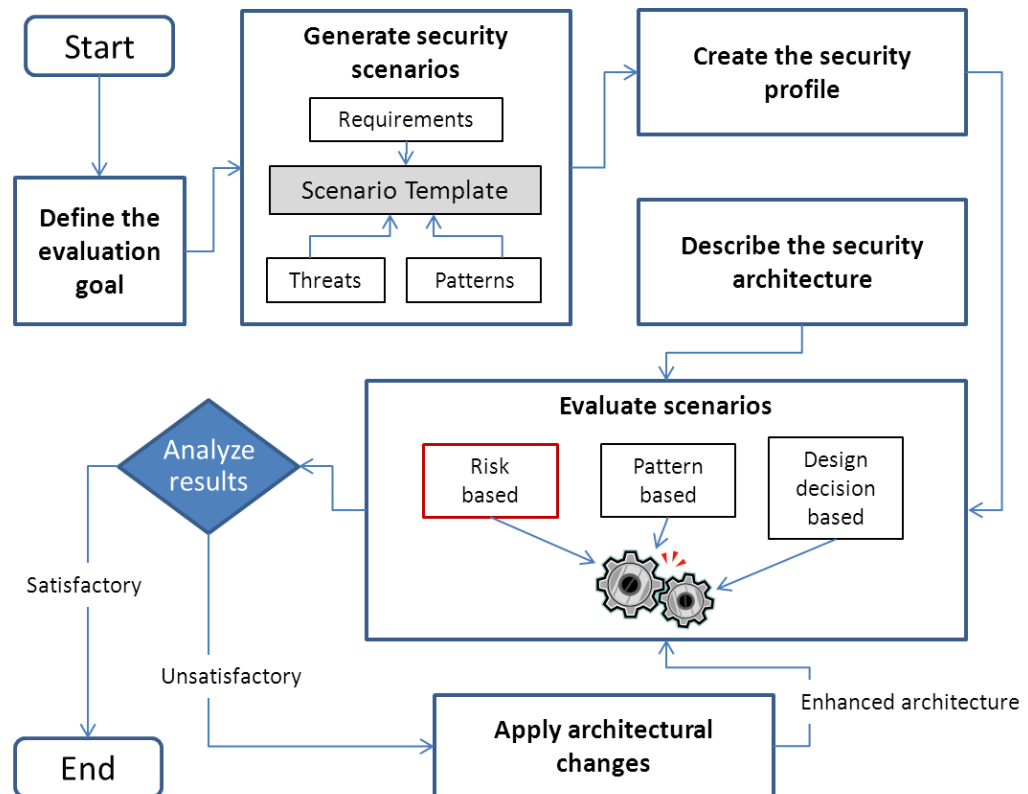 Start
Generate security
scenarios
Requirements
Scenario Template
Threats
Patterns
Create the security
profile
Define the
evaluation
goal
Describe the security
architecture
Evaluate scenarios
Risk
based
Pattern
based
Design
decision
based
Analyze
results
Satisfactory
Unsatisfactory
Enhanced architecture
Apply architectural
changes
End